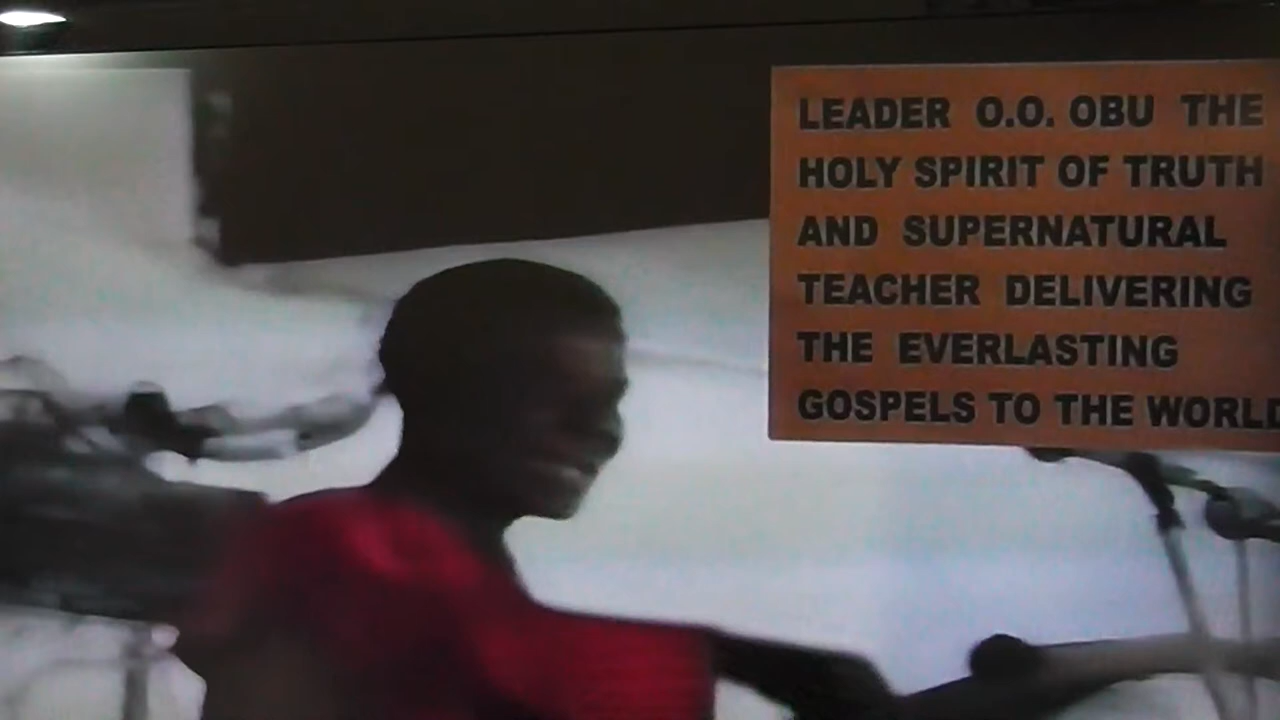 LEADER O.O. OBU THE
HOLY SPIRIT OF TRUTH
AND SUPERNATURAL
TEACHER DELIVERING
THE EVERLASTING
GOSPELS TO THE WORLD